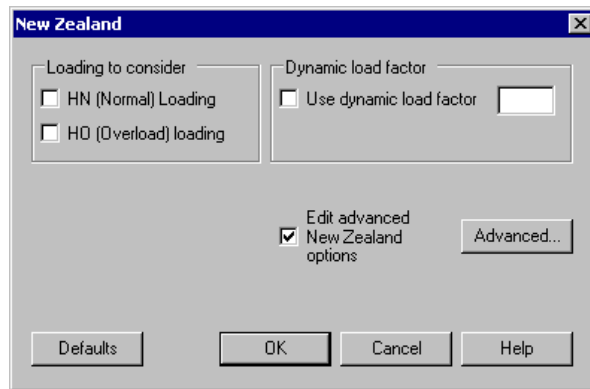 New Zealand
Loading to consider
HN (Normal) Loading
HO (Overload) loading
Dynamic load factor
Use dynamic load factor
Edit advanced
New Zealand
options
Advanced...
Defaults
OK
Cancel
Help